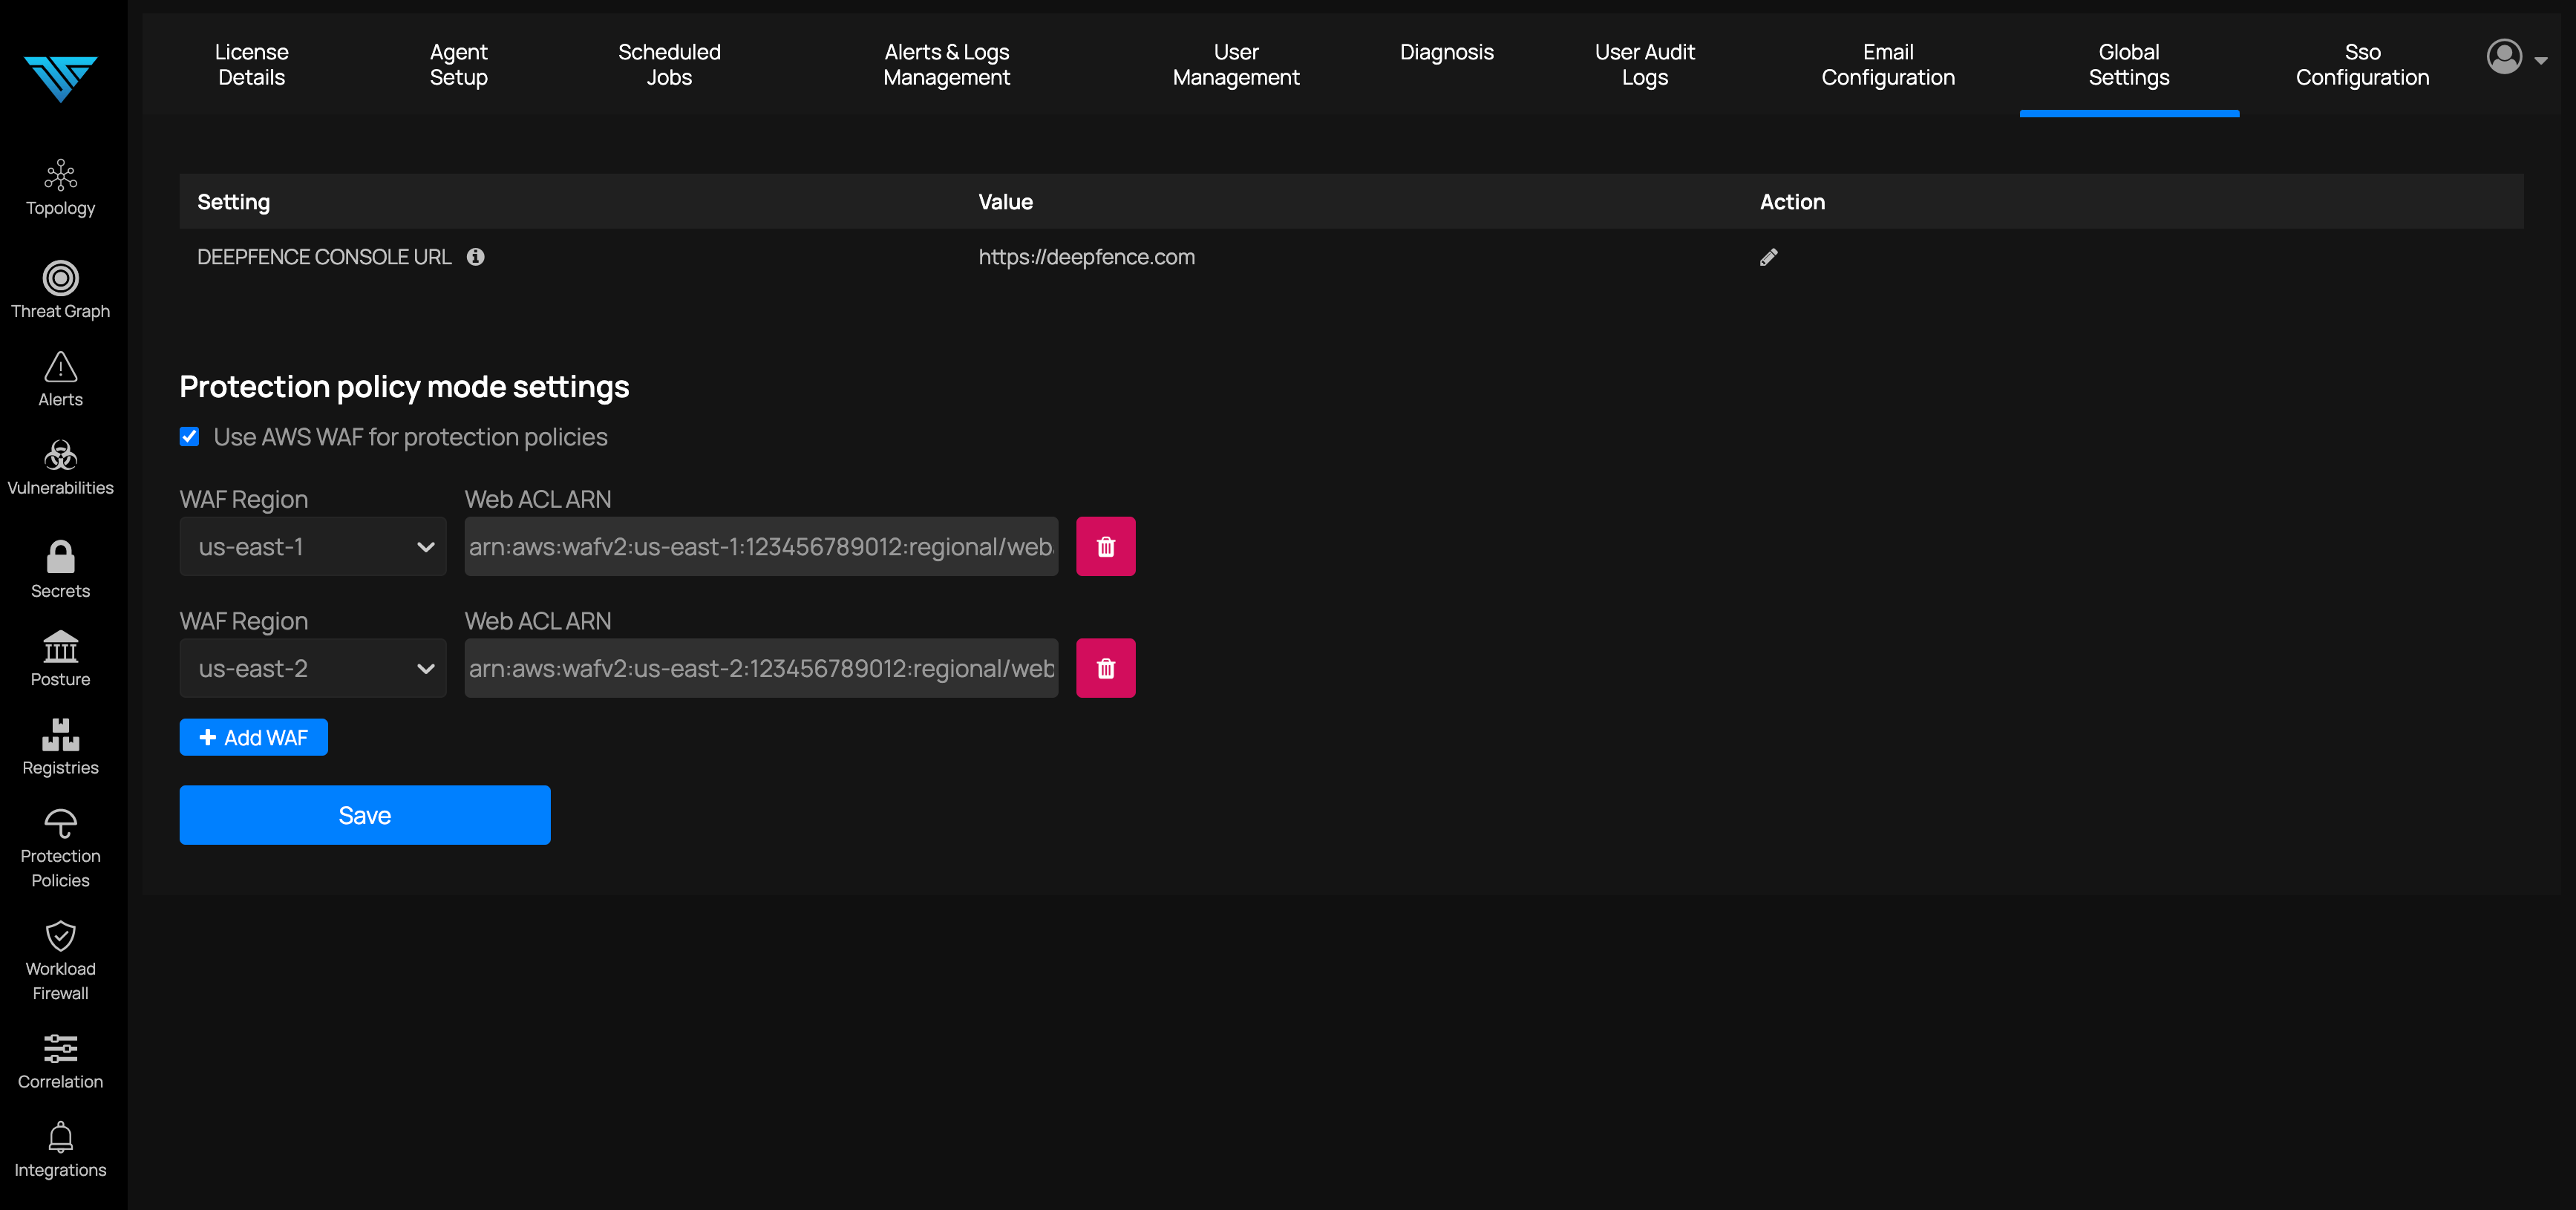 License
Details
Agent
Setup
Scheduled
Jobs
Alerts & Logs
Management
User
Management
Diagnosis
User Audit
Logs
Email
Configuration
Global
Settings
Sso
Configuration
Topology
Threat Graph
Alerts
Vulnerabilities
Secrets
Posture
Registries
Protection
Policies
Workload
Firewall
Correlation
Integrations
Setting Value Action
DEEPFENCE CONSOLE URL https://deepfence.com
Protection policy mode settings
Use AWS WAF for protection policies
WAF Region Web ACL ARN
us-east-1 arn:aws:wafv2:us-east-1:123456789012:regional/web
WAF Region Web ACL ARN
us-east-2 arn:aws:wafv2:us-east-2:123456789012:regional/web
Add WAF
Save